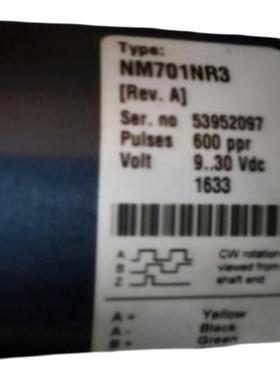 Type:
NM701NR3
[Rev. A]
Ser. no 53952097
Pulses 600 ppr
Volt 9..30 Vdc
1633
A CW rotation
B viewed from
Z shaft end
A + Yellow
A - Black
B + Green